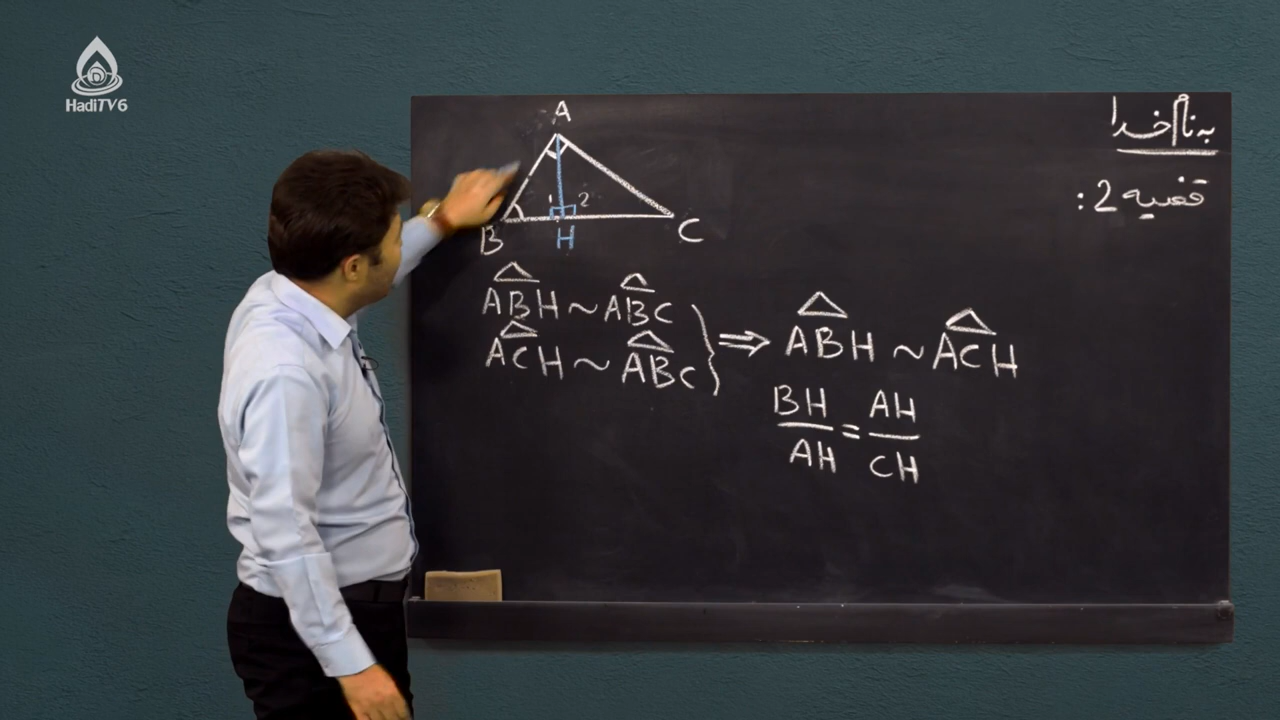 HadiTV6
به نام خدا
قضیه 2:
A
1 2
B H C
ABH ~ ABC
ACH ~ ABC
} ⇒ ABH ~ ACH
BH/AH = AH/CH